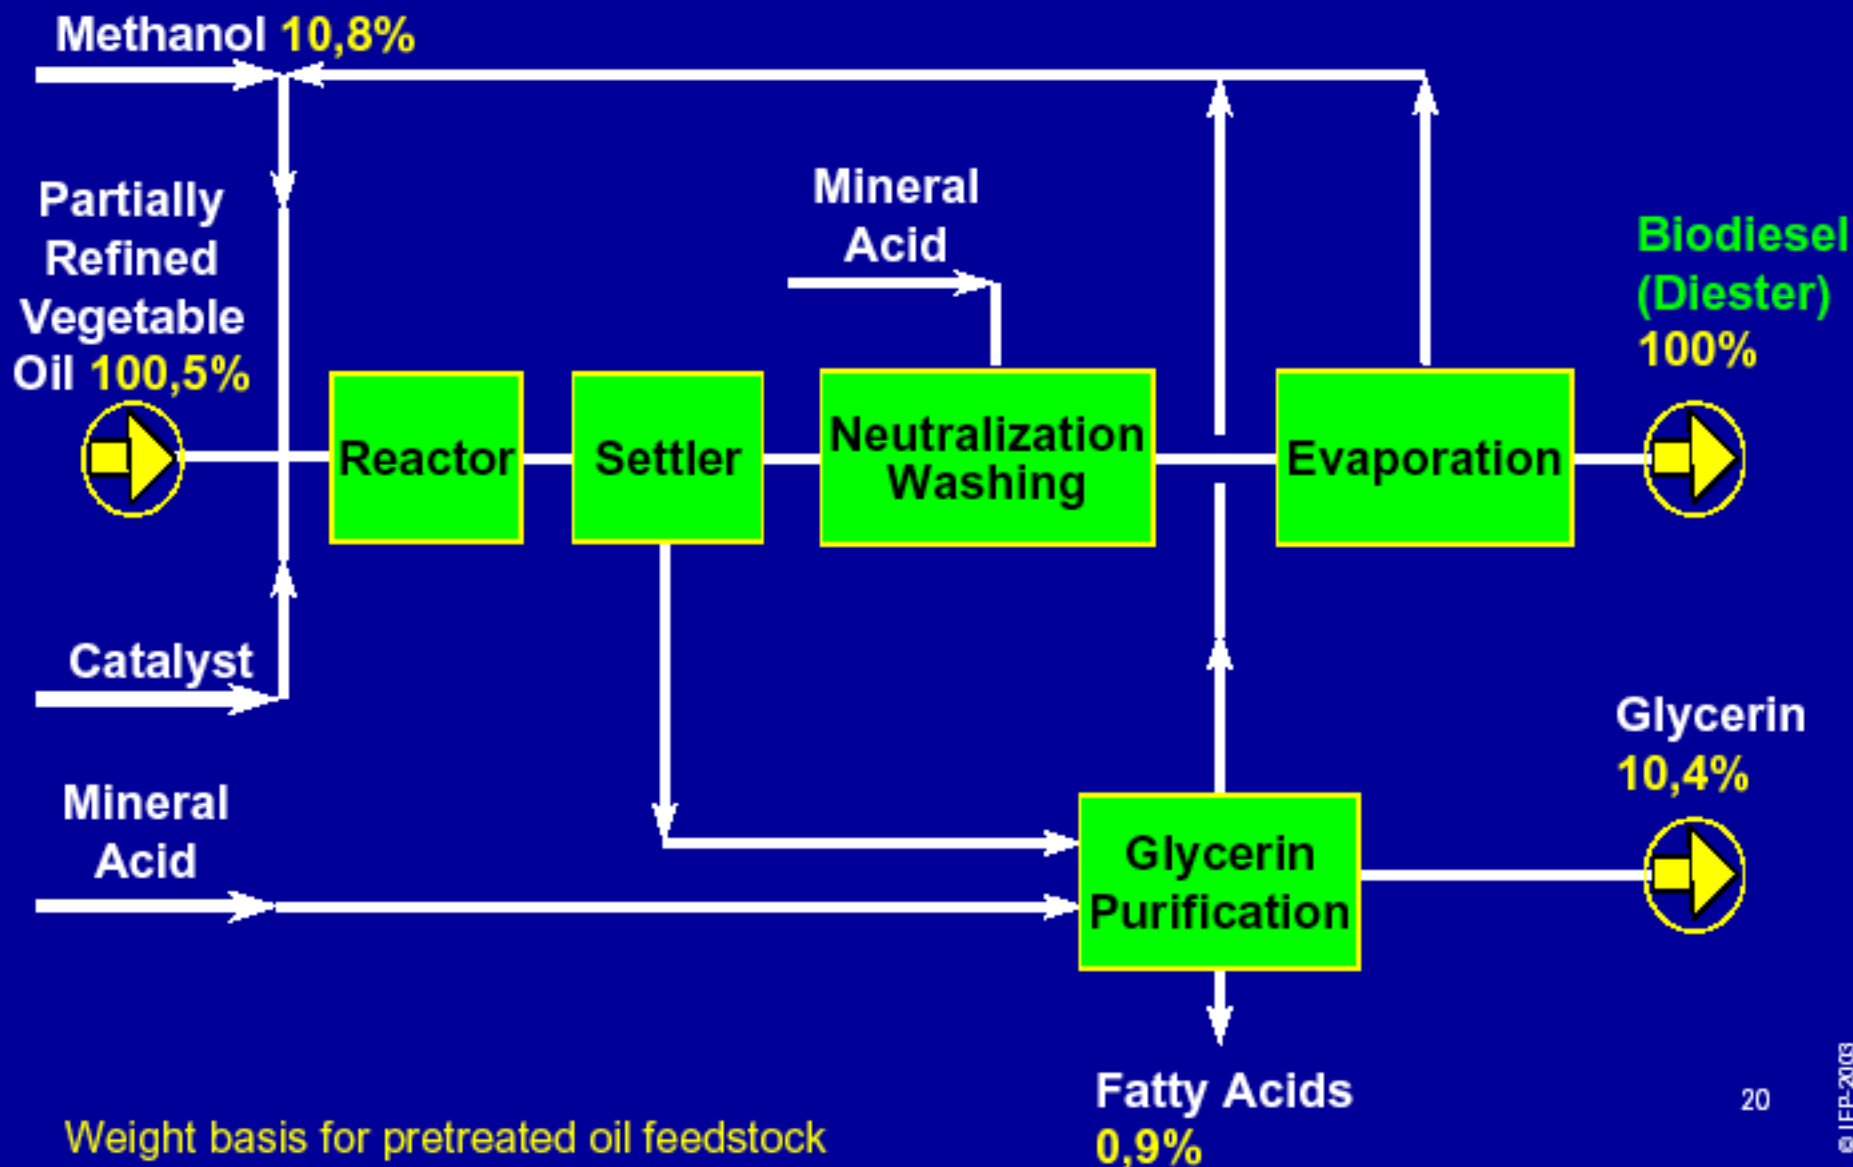 Methanol 10,8%
Partially
Refined
Vegetable
Oil 100,5%
Mineral
Acid
Biodiesel
(Diester)
100%
Reactor
Settler
Neutralization
Washing
Evaporation
Catalyst
Mineral
Acid
Glycerin
10,4%
Glycerin
Purification
Fatty Acids
0,9%
Weight basis for pretreated oil feedstock
20
© IFP-2003